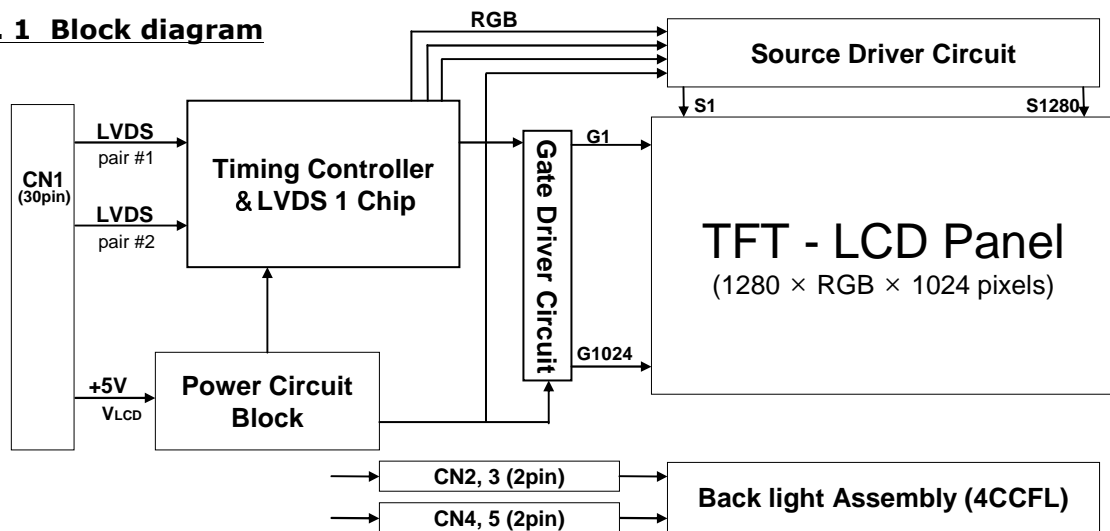 . 1 Block diagram
RGB
Source Driver Circuit
S1
S1280
CN1
(30pin)
LVDS
pair #1
LVDS
pair #2
Timing Controller
& LVDS 1 Chip
Gate Driver Circuit
G1
G1024
TFT - LCD Panel
(1280 × RGB × 1024 pixels)
+5V
VLCD
Power Circuit
Block
CN2, 3 (2pin)
CN4, 5 (2pin)
Back light Assembly (4CCFL)